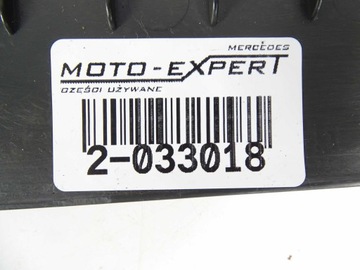 MERCEDES
MOTO-EXPERT
CZĘŚCI UŻYWANE
2-033018